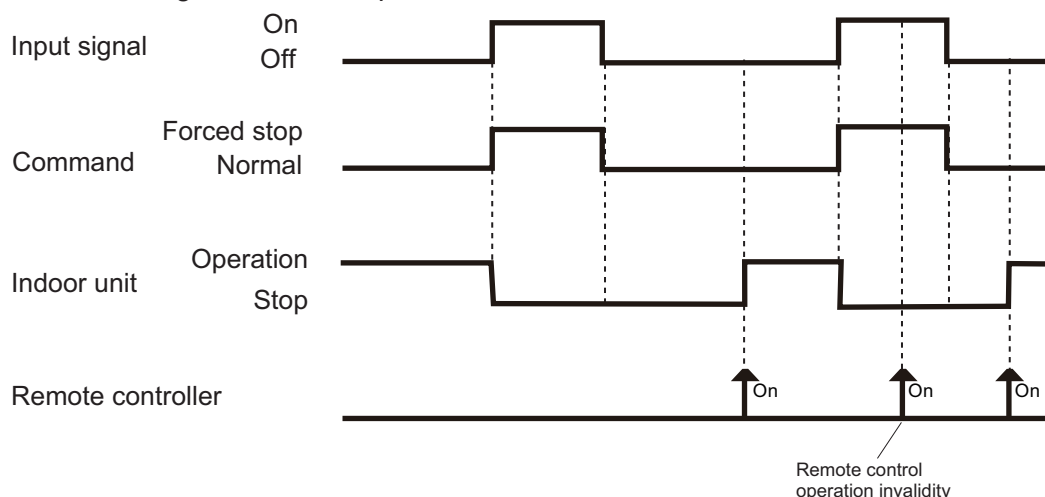 On
Input signal
Off
Forced stop
Command
Normal
Operation
Indoor unit
Stop
On
On
On
Remote controller
Remote control
operation invalidity